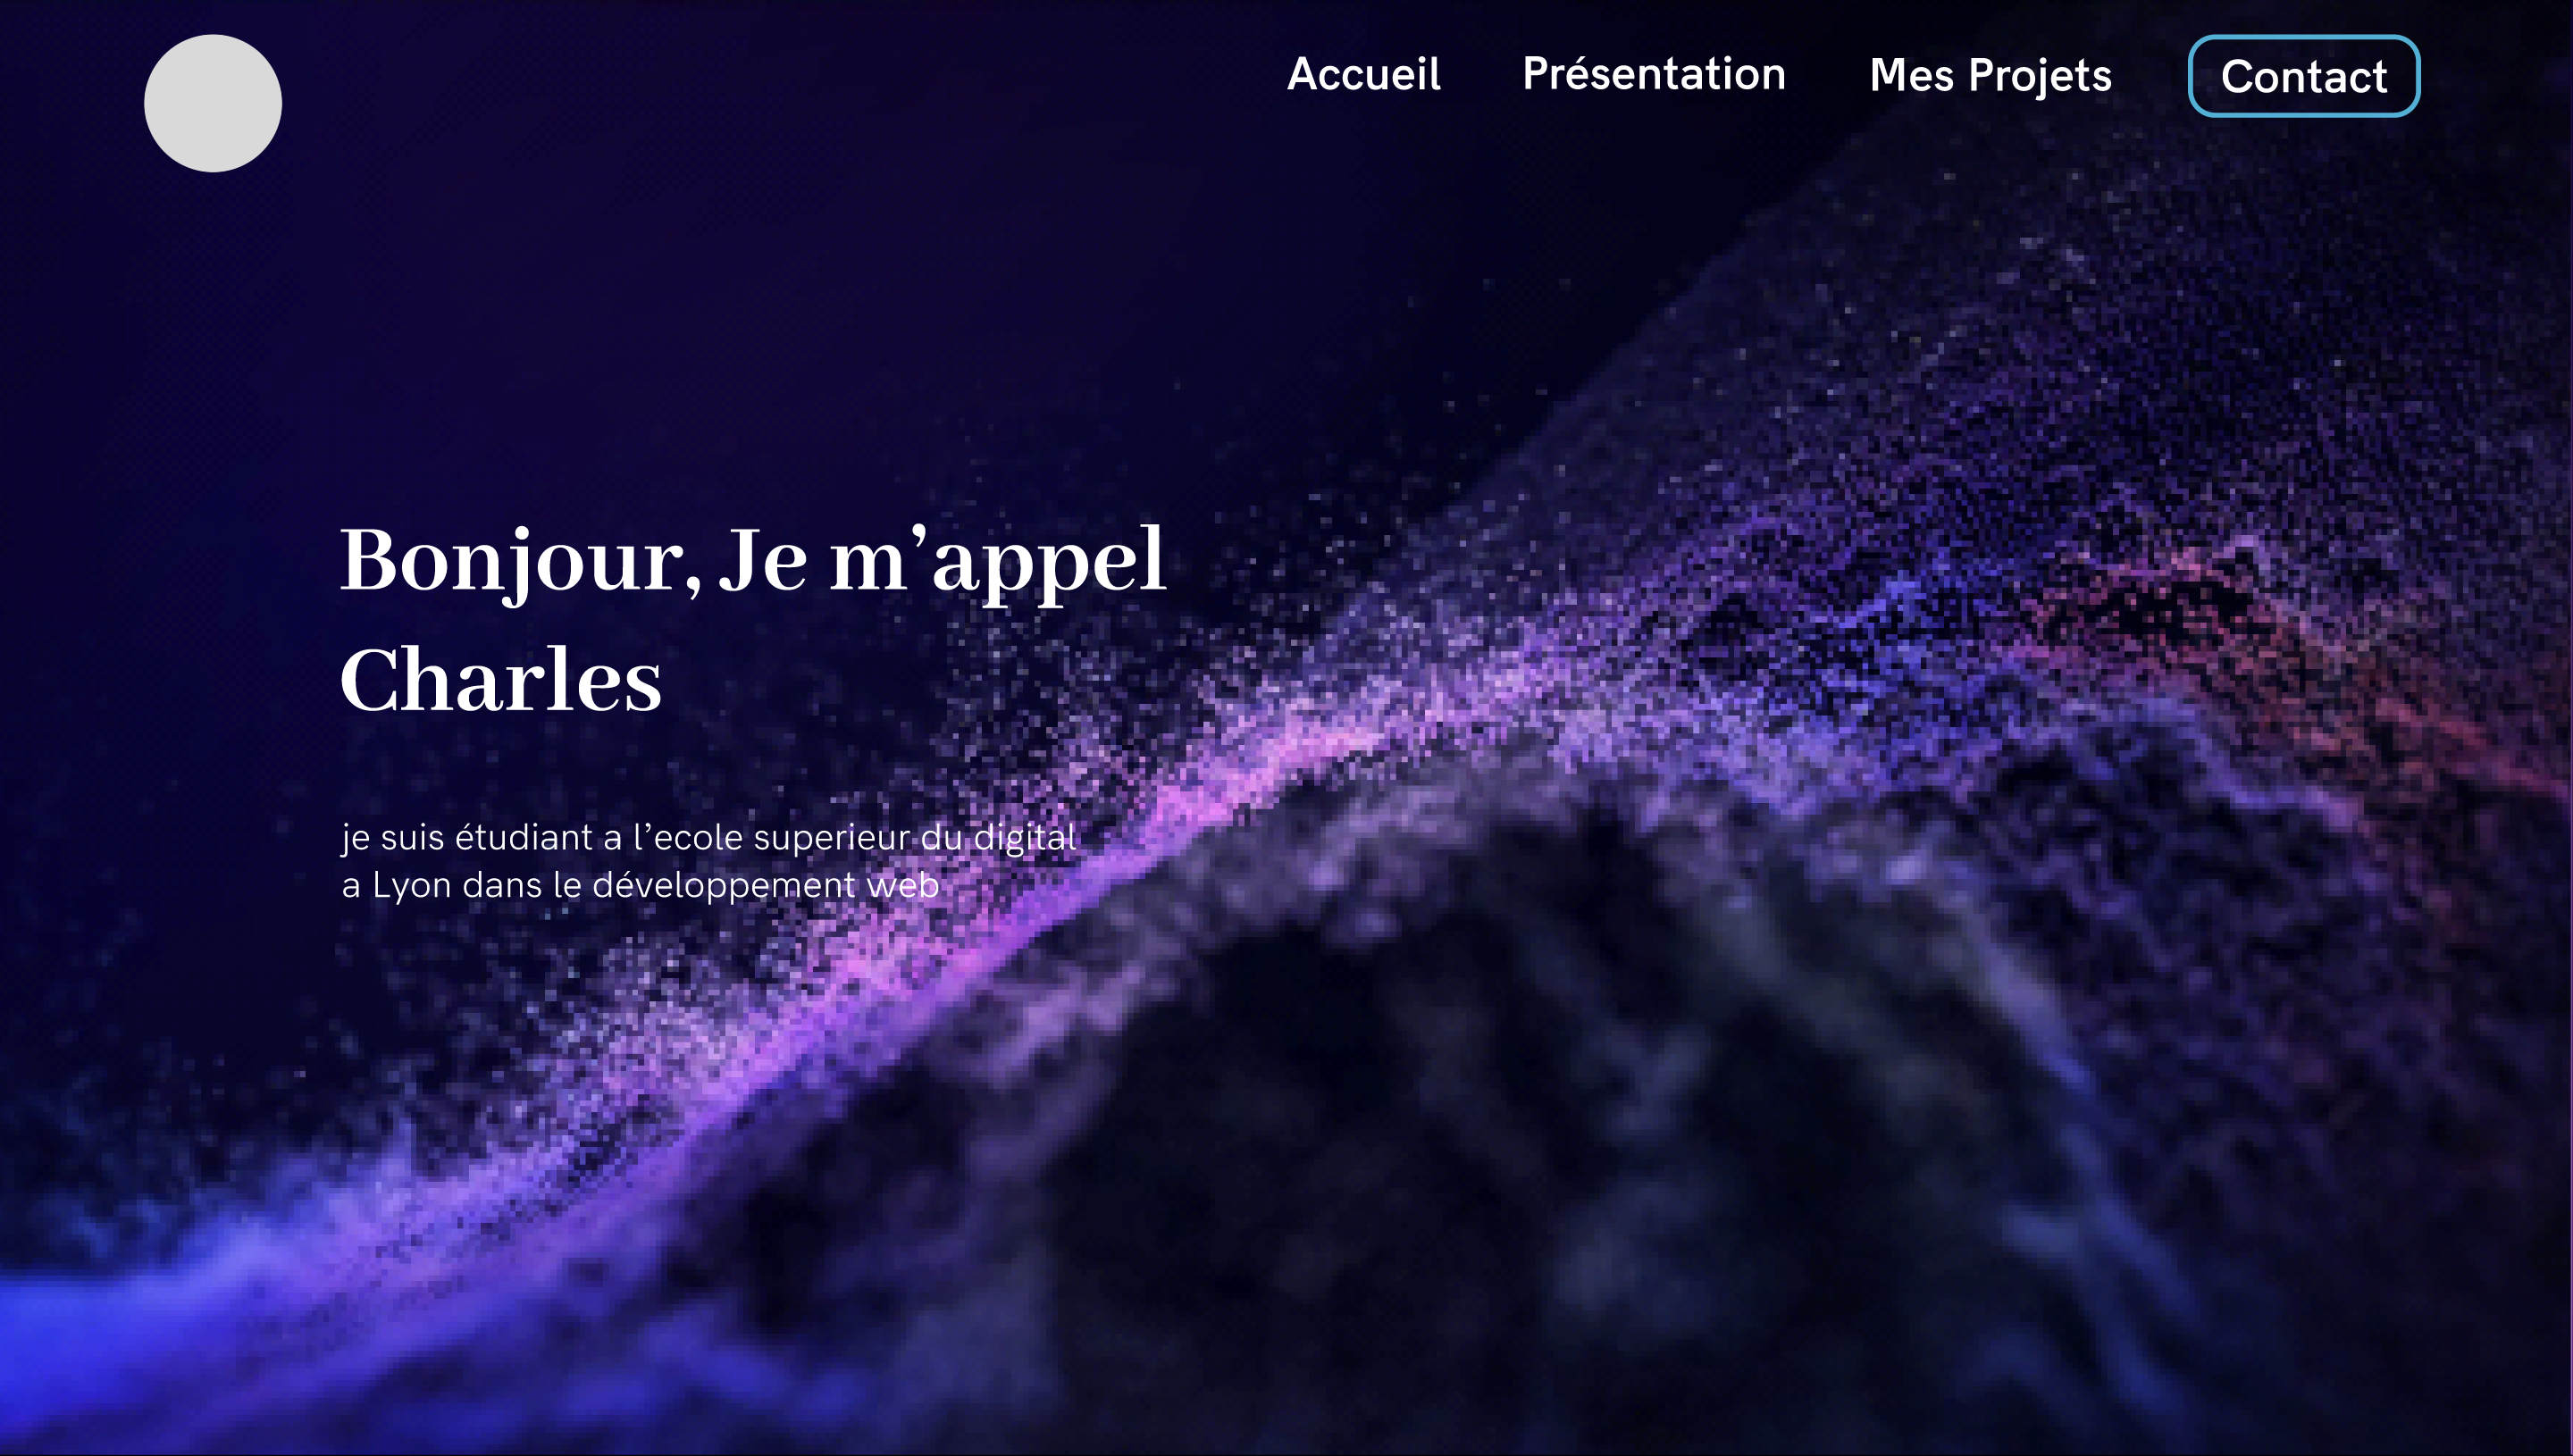 Accueil Présentation Mes Projets Contact
Bonjour, Je m’appel
Charles
je suis étudiant a l’ecole superieur du digital
a Lyon dans le développement web